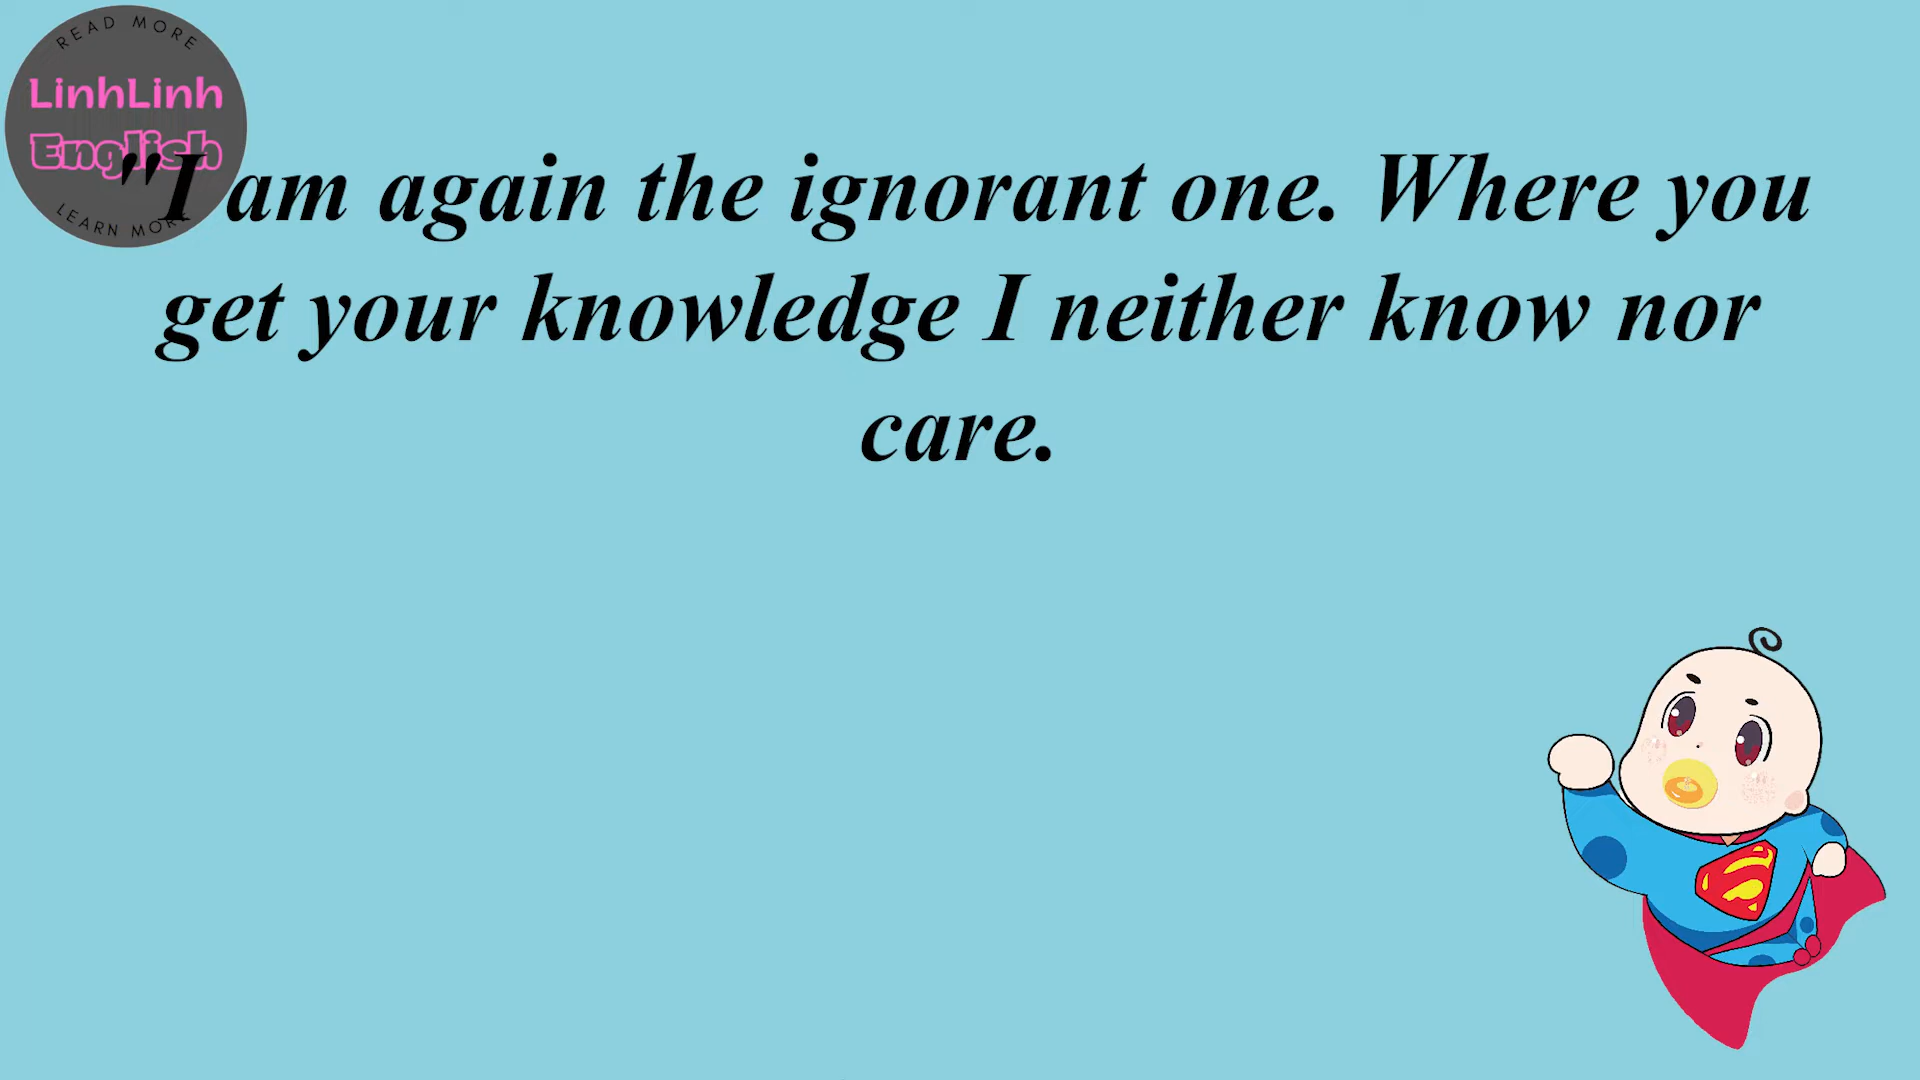 READ MORE
LinhLinh
English
LEARN MORE
"I am again the ignorant one. Where you
get your knowledge I neither know nor
care.